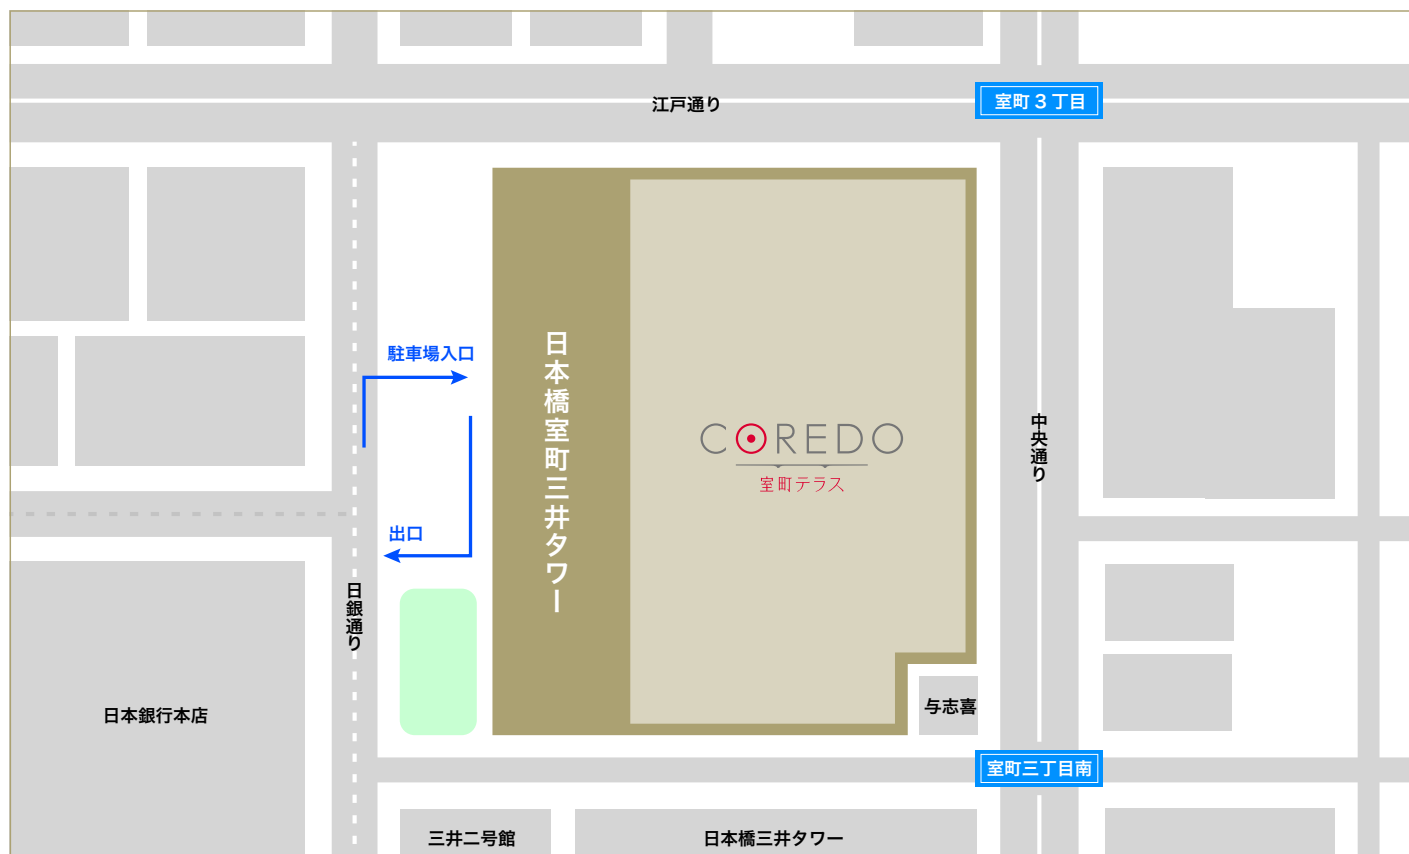 江戸通り
室町3丁目
駐車場入口
日本橋室町三井タワー
COREDO
室町テラス
中央通り
出口
日銀通り
日本銀行本店
与志喜
室町三丁目南
三井二号館
日本橋三井タワー